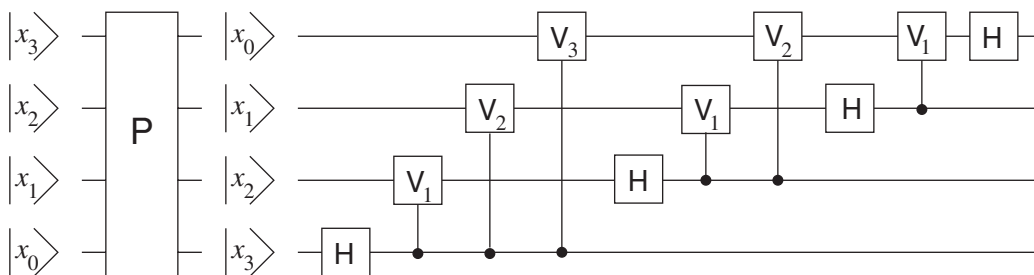 |x₃⟩ |x₀⟩ V₃ V₂ V₁ H
|x₂⟩ P |x₁⟩ V₂ V₁ H
|x₁⟩ |x₂⟩ V₁ H
|x₀⟩ |x₃⟩ H